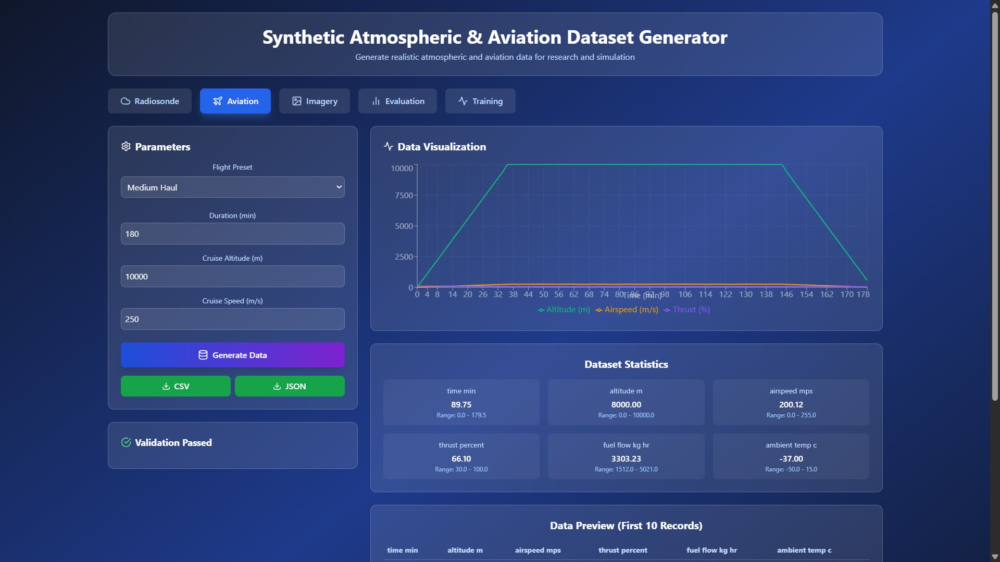 Synthetic Atmospheric & Aviation Dataset Generator
Generate realistic atmospheric and aviation data for research and simulation
Radiosonde
Aviation
Imagery
Evaluation
Training
Parameters
Flight Preset
Medium Haul
Duration (min)
180
Cruise Altitude (m)
10000
Cruise Speed (m/s)
250
Generate Data
CSV
JSON
Validation Passed
Data Visualization
10000
7500
5000
2500
0
0 4 8 14 20 26 32 38 44 50 56 62 68 74 80 86 92 98 106 114 122 130 138 146 154 162 170 178
Time (min)
Altitude (m) Airspeed (m/s) Thrust (%)
Dataset Statistics
time min
89.75
Range: 0.0 - 179.5
altitude m
8000.00
Range: 0.0 - 10000.0
airspeed mps
200.12
Range: 0.0 - 255.0
thrust percent
66.10
Range: 30.0 - 100.0
fuel flow kg hr
3303.23
Range: 1512.0 - 5021.0
ambient temp c
-37.00
Range: -50.0 - 15.0
Data Preview (First 10 Records)
time min altitude m airspeed mps thrust percent fuel flow kg hr ambient temp c